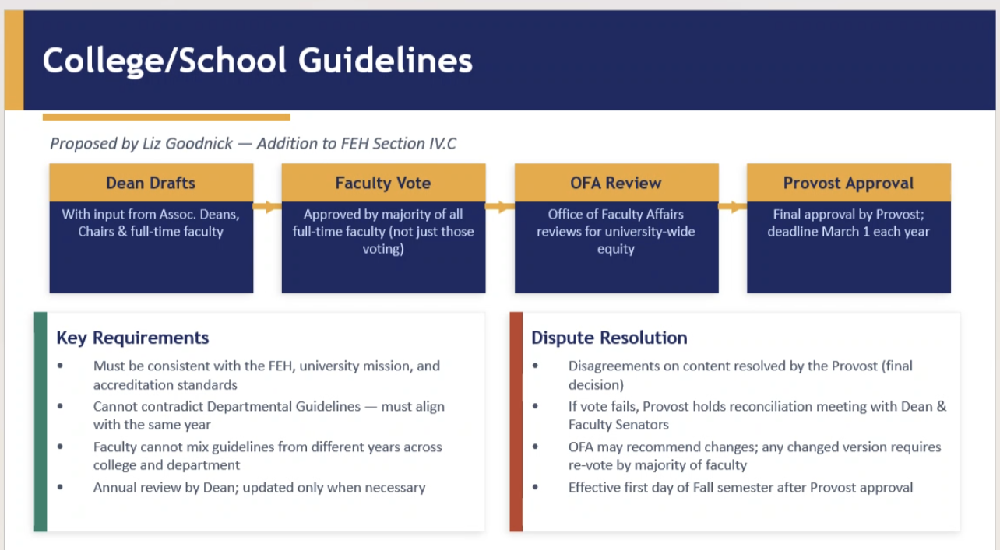 College/School Guidelines
Proposed by Liz Goodnick — Addition to FEH Section IV.C
Dean Drafts
With input from Assoc. Deans,
Chairs & full-time faculty
Faculty Vote
Approved by majority of all
full-time faculty (not just those
voting)
OFA Review
Office of Faculty Affairs
reviews for university-wide
equity
Provost Approval
Final approval by Provost;
deadline March 1 each year
Key Requirements
• Must be consistent with the FEH, university mission, and
accreditation standards
• Cannot contradict Departmental Guidelines — must align
with the same year
• Faculty cannot mix guidelines from different years across
college and department
• Annual review by Dean; updated only when necessary
Dispute Resolution
• Disagreements on content resolved by the Provost (final
decision)
• If vote fails, Provost holds reconciliation meeting with Dean &
Faculty Senators
• OFA may recommend changes; any changed version requires
re-vote by majority of faculty
• Effective first day of Fall semester after Provost approval